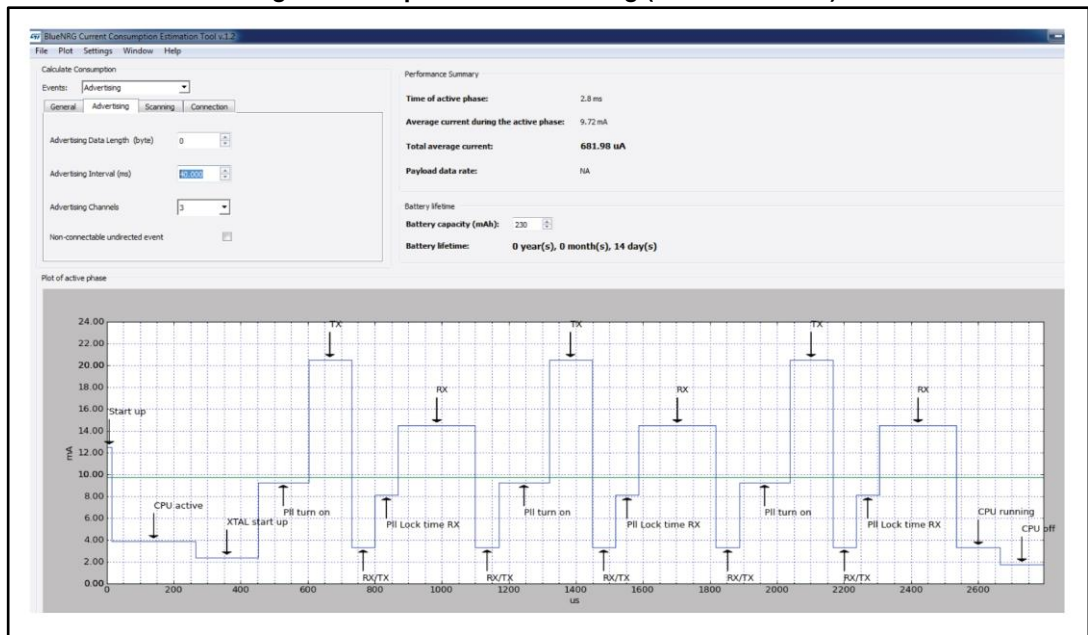 BlueNRG Current Consumption Estimation Tool v.1.2
File Plot Settings Window Help
Calculate Consumption
Events: Advertising
General Advertising Scanning Connection
Advertising Data Length (byte) 0
Advertising Interval (ms) 40,000
Advertising Channels 3
Non-connectable undirected event
Performance Summary
Time of active phase: 2.8 ms
Average current during the active phase: 9.72 mA
Total average current: 681.98 uA
Payload data rate: NA
Battery lifetime
Battery capacity (mAh): 230
Battery lifetime: 0 year(s), 0 month(s), 14 day(s)
Plot of active phase
24.00
22.00
20.00
18.00
16.00
14.00
12.00
10.00
8.00
6.00
4.00
2.00
0.00
mA
TX TX TX
RX RX RX
Start up
CPU active
XTAL start up
Pll turn on Pll turn on Pll turn on
Pll Lock time RX Pll Lock time RX Pll Lock time RX
CPU running
CPU off
RX/TX RX/TX RX/TX RX/TX RX/TX
0 200 400 600 800 1000 1200 1400 1600 1800 2000 2200 2400 2600
us